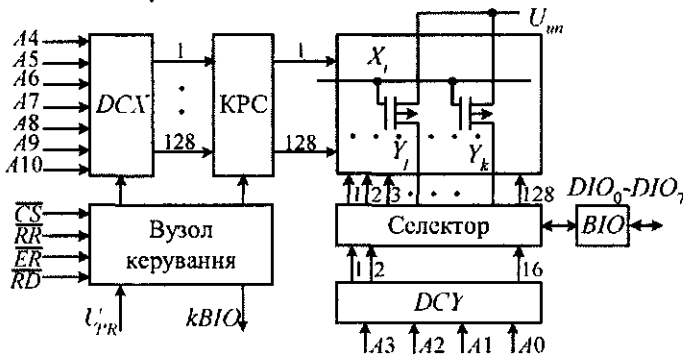 A4
A5
A6
A7
A8
A9
A10
DCX
1
128
КРС
1
128
U_ип
X_i
Y_1
Y_k
1 2 3 128
CS
RR
ER
RD
Вузол
керування
U_PR
kBIO
Селектор
DIO_0-DIO_7
BIO
1 2 16
DCY
A3 A2 A1 A0